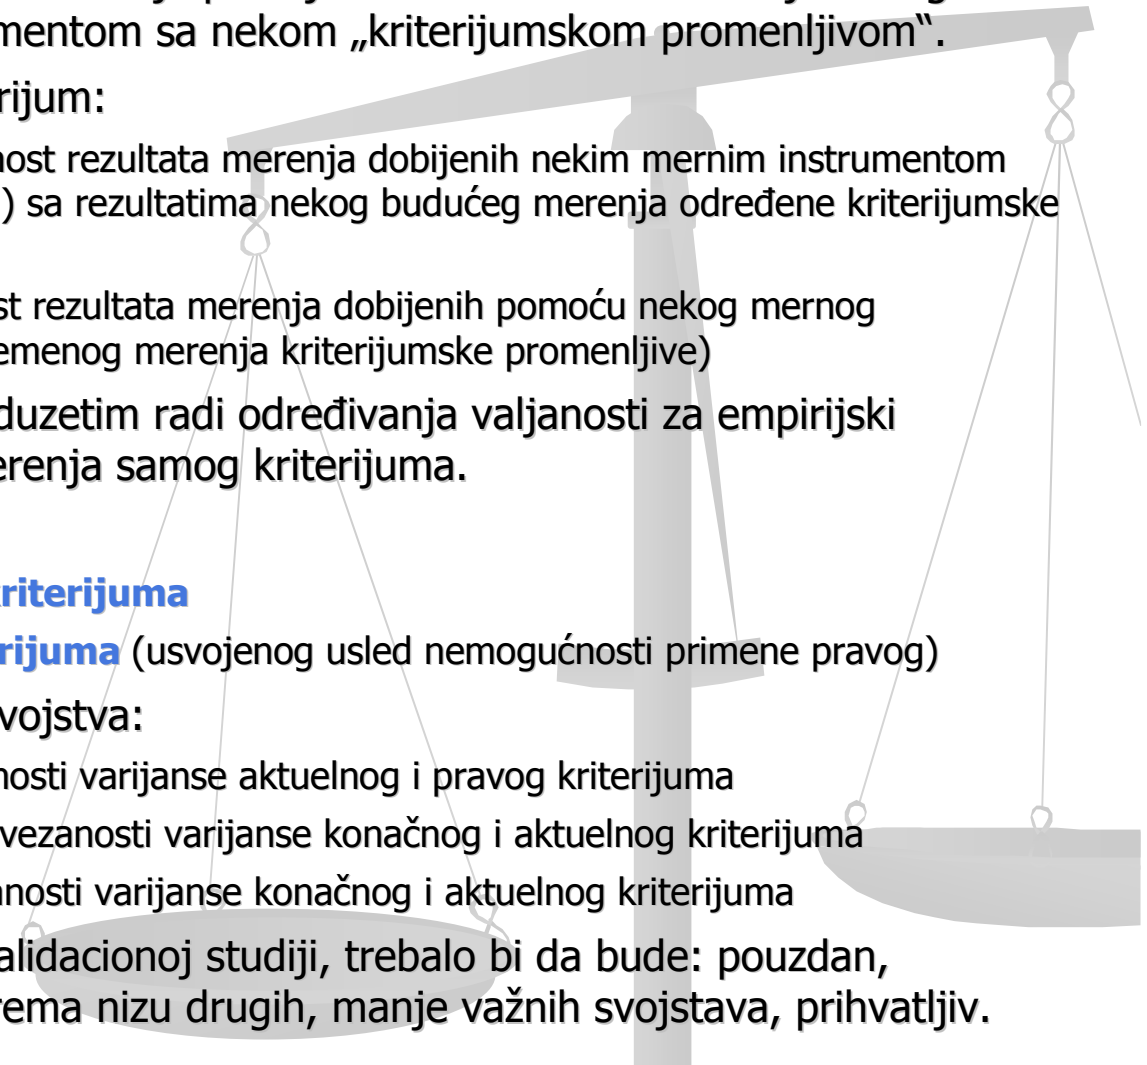 mentom sa nekom „kriterijumskom promenljivom“.
rijum:
nost rezultata merenja dobijenih nekim mernim instrumentom
) sa rezultatima nekog budućeg merenja određene kriterijumske
st rezultata merenja dobijenih pomoću nekog mernog
emenog merenja kriterijumske promenljive)
duzetim radi određivanja valjanosti za empirijski
erenja samog kriterijuma.
kriterijuma
rijuma (usvojenog usled nemogućnosti primene pravog)
vojstva:
nosti varijanse aktuelnog i pravog kriterijuma
vezanosti varijanse konačnog i aktuelnog kriterijuma
anosti varijanse konačnog i aktuelnog kriterijuma
alidacionoj studiji, trebalo bi da bude: pouzdan,
rema nizu drugih, manje važnih svojstava, prihvatljiv.